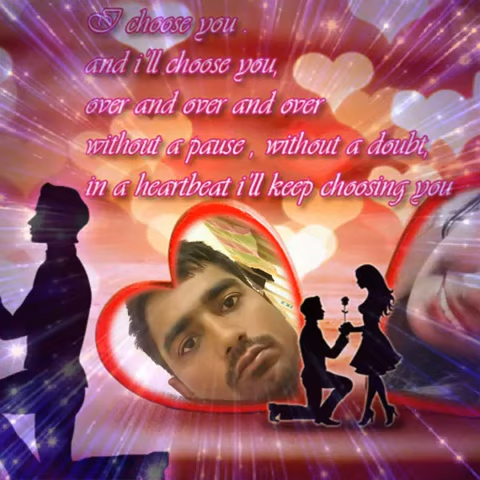 I choose you .
and i'll choose you,
over and over and over
without a pause , without a doubt,
in a heartbeat i'll keep choosing you